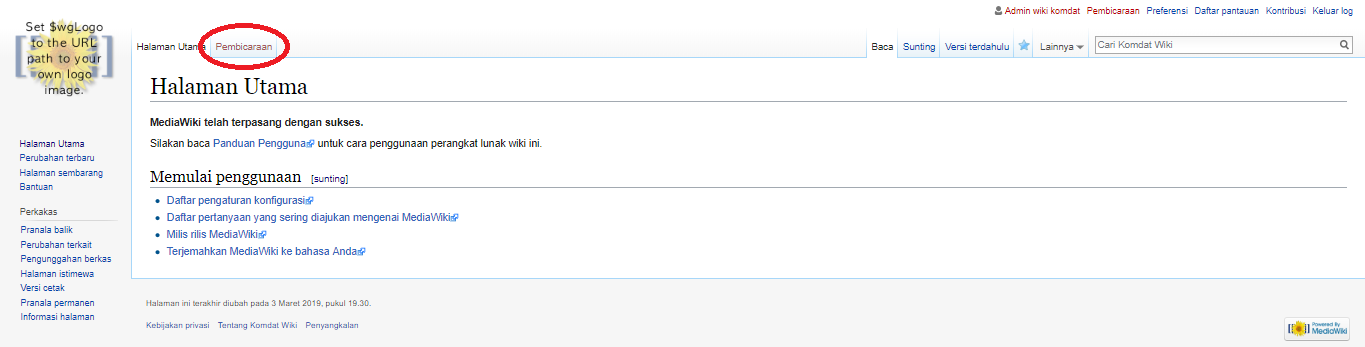 Set $wgLogo
to the URL
path to your
own logo
image.
Admin wiki komdat Pembicaraan Preferensi Daftar pantauan Kontribusi Keluar log
Halaman Utama Pembicaraan Baca Sunting Versi terdahulu Lainnya Cari Komdat Wiki
Halaman Utama
MediaWiki telah terpasang dengan sukses.
Silakan baca Panduan Pengguna untuk cara penggunaan perangkat lunak wiki ini.
Memulai penggunaan [sunting]
Daftar pengaturan konfigurasi
Daftar pertanyaan yang sering diajukan mengenai MediaWiki
Milis rilis MediaWiki
Terjemahkan MediaWiki ke bahasa Anda
Halaman Utama
Perubahan terbaru
Halaman sembarang
Bantuan
Perkakas
Pranala balik
Perubahan terkait
Pengunggahan berkas
Halaman istimewa
Versi cetak
Pranala permanen
Informasi halaman
Halaman ini terakhir diubah pada 3 Maret 2019, pukul 19.30.
Kebijakan privasi Tentang Komdat Wiki Penyangkalan
Powered By
MediaWiki